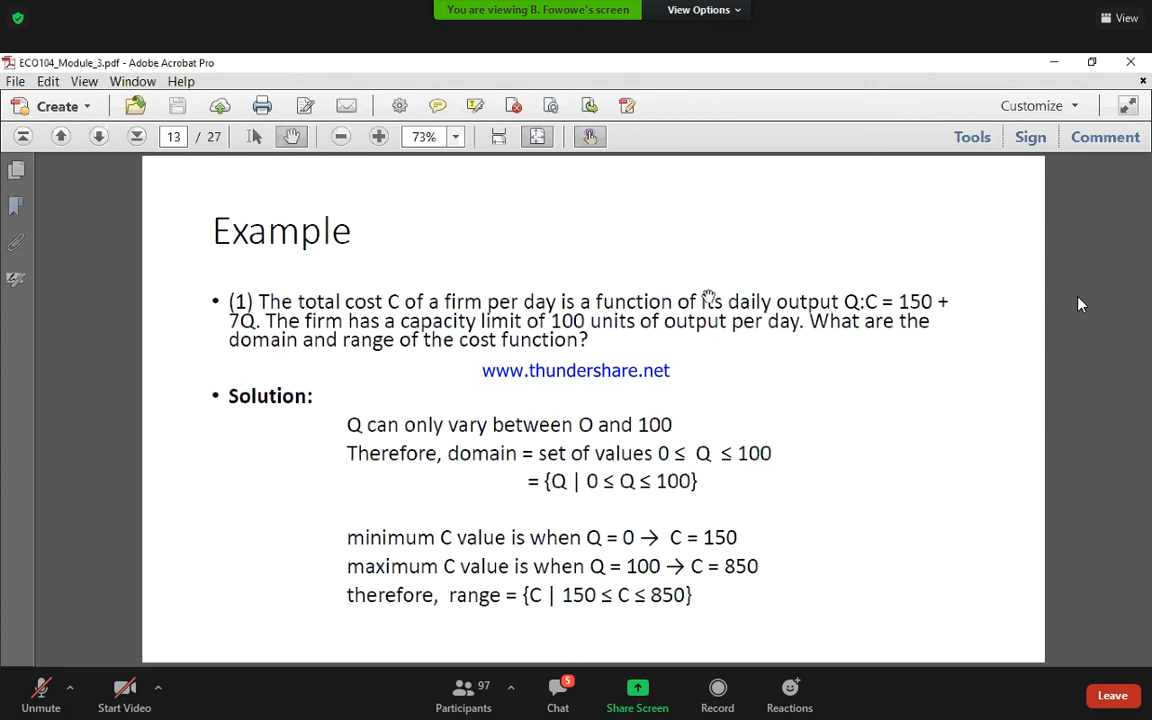 You are viewing B. Fowowe's screen View Options View
ECO104_Module_3.pdf - Adobe Acrobat Pro
File Edit View Window Help
Create Customize
13 / 27 73% Tools Sign Comment
Example
• (1) The total cost C of a firm per day is a function of its daily output Q:C = 150 +
7Q. The firm has a capacity limit of 100 units of output per day. What are the
domain and range of the cost function?
www.thundershare.net
• Solution:
Q can only vary between O and 100
Therefore, domain = set of values 0 ≤ Q ≤ 100
= {Q | 0 ≤ Q ≤ 100}
minimum C value is when Q = 0 → C = 150
maximum C value is when Q = 100 → C = 850
therefore, range = {C | 150 ≤ C ≤ 850}
97 5
Unmute Start Video Participants Chat Share Screen Record Reactions Leave